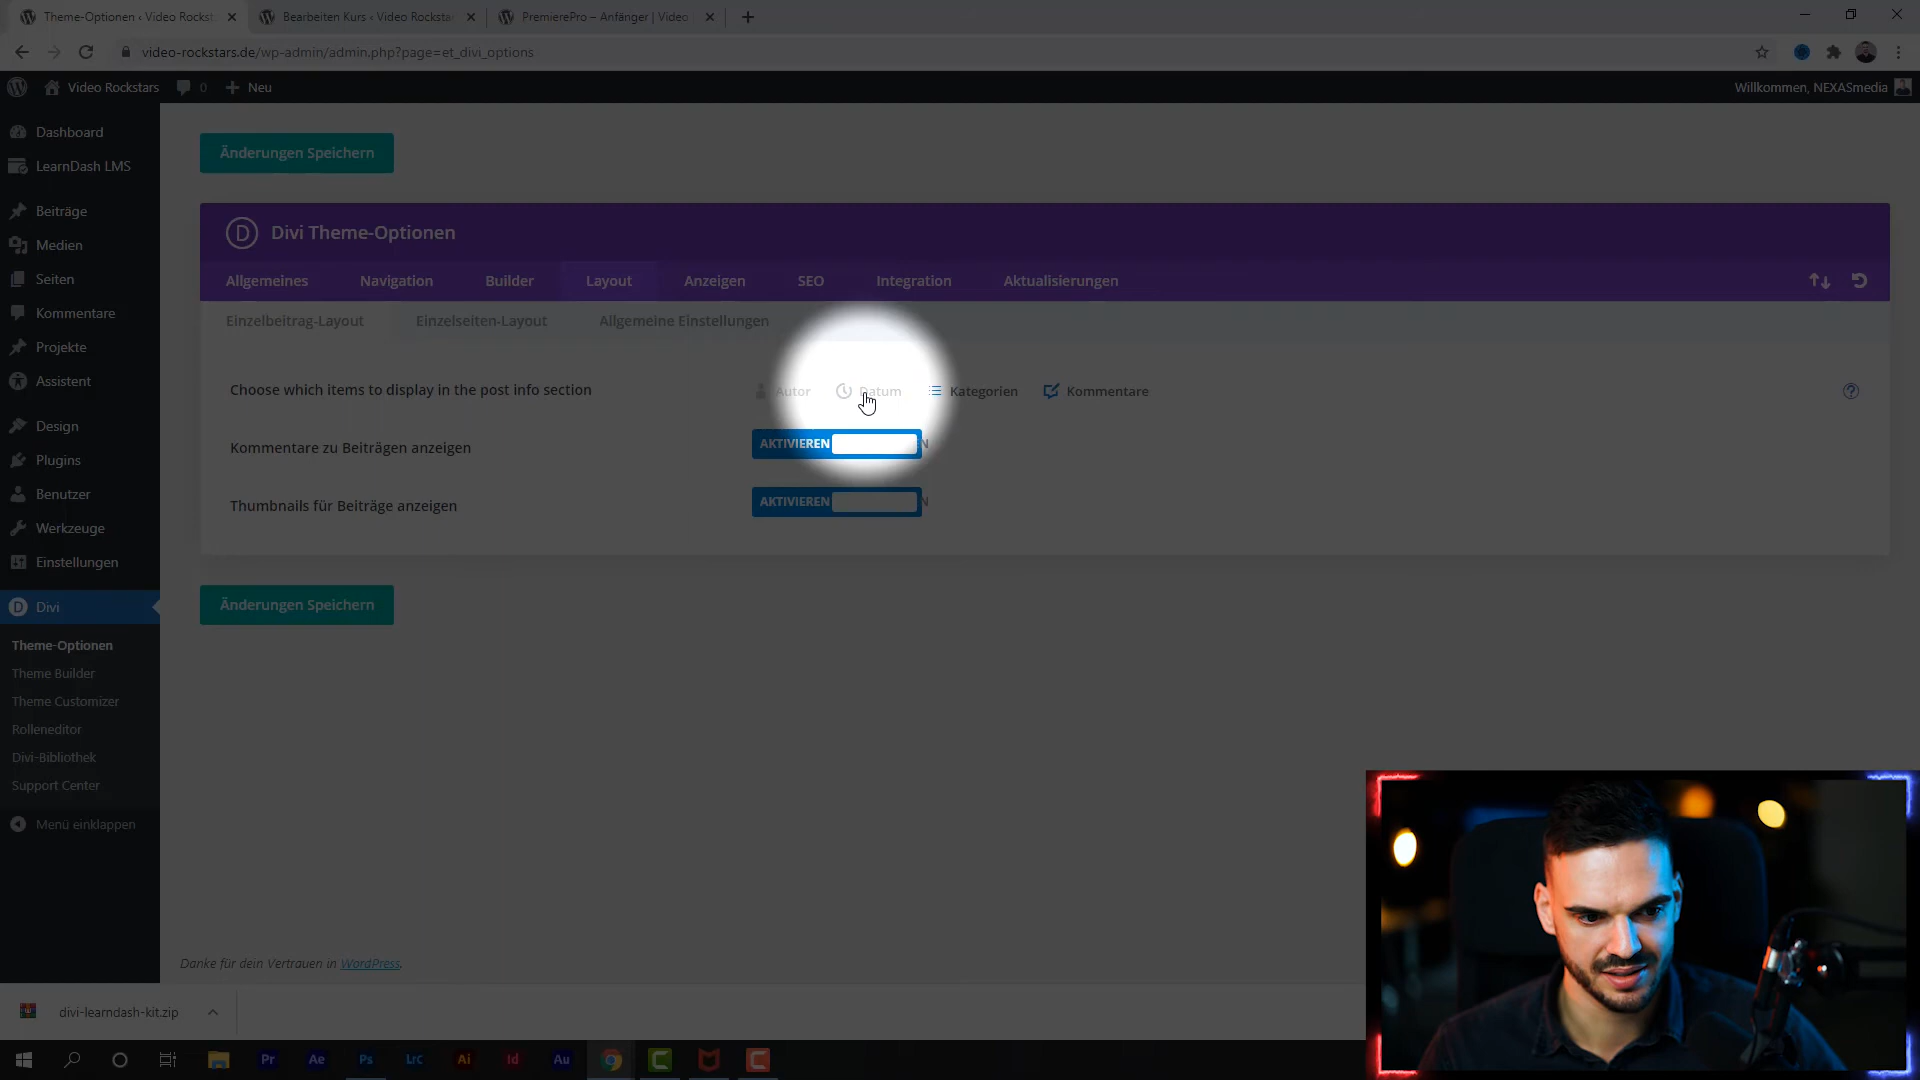 Theme-Optionen ‹ Video Rockst
Bearbeiten Kurs ‹ Video Rocksta
PremierePro – Anfänger | Video
video-rockstars.de/wp-admin/admin.php?page=et_divi_options
Video Rockstars
0
Neu
Willkommen, NEXASmedia
Dashboard
LearnDash LMS
Beiträge
Medien
Seiten
Kommentare
Projekte
Assistent
Design
Plugins
Benutzer
Werkzeuge
Einstellungen
Divi
Theme-Optionen
Theme Builder
Theme Customizer
Rolleneditor
Divi-Bibliothek
Support Center
Menü einklappen
Änderungen Speichern
D Divi Theme-Optionen
Allgemeines Navigation Builder Layout Anzeigen SEO Integration Aktualisierungen
Einzelbeitrag-Layout Einzelseiten-Layout Allgemeine Einstellungen
Choose which items to display in the post info section
Autor Datum Kategorien Kommentare
Kommentare zu Beiträgen anzeigen
AKTIVIEREN N
Thumbnails für Beiträge anzeigen
AKTIVIEREN N
Änderungen Speichern
Danke für dein Vertrauen in WordPress.
divi-learndash-kit.zip
Pr Ae Ps LrC Ai Id Au